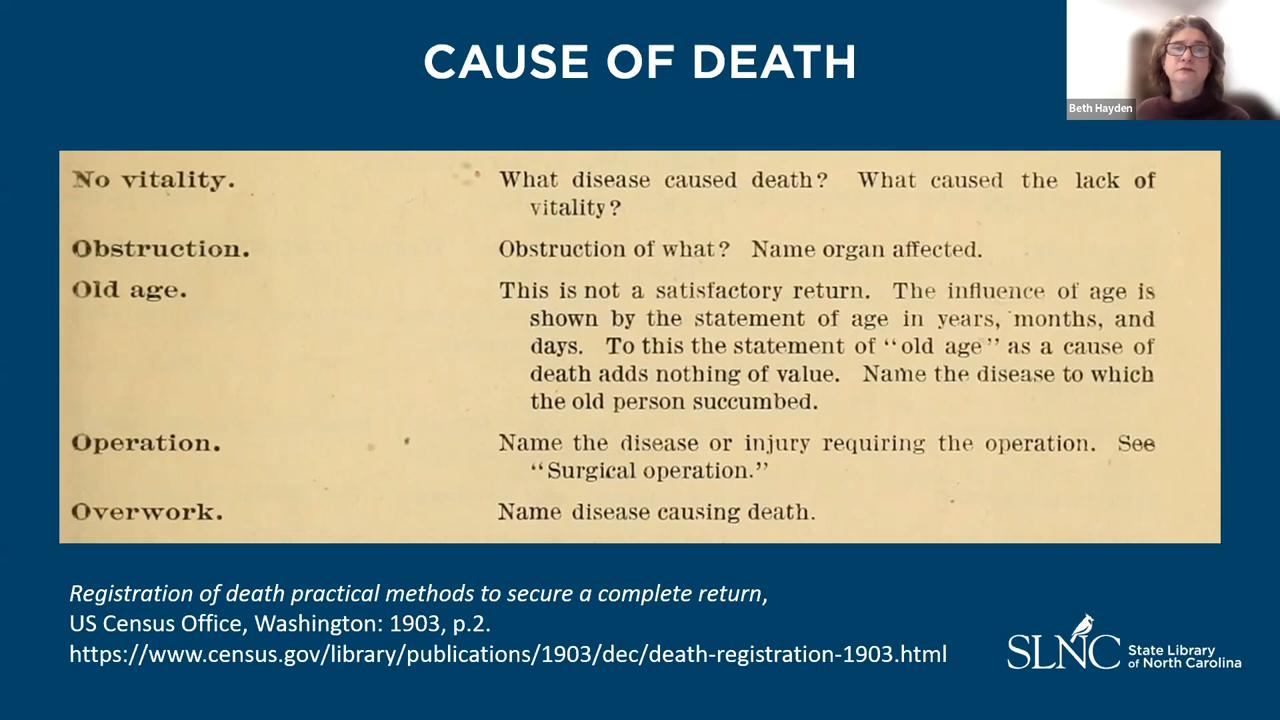 CAUSE OF DEATH
Beth Hayden
No vitality. What disease caused death? What caused the lack of
vitality?
Obstruction. Obstruction of what? Name organ affected.
Old age. This is not a satisfactory return. The influence of age is
shown by the statement of age in years, months, and
days. To this the statement of “old age” as a cause of
death adds nothing of value. Name the disease to which
the old person succumbed.
Operation. Name the disease or injury requiring the operation. See
“Surgical operation.”
Overwork. Name disease causing death.
Registration of death practical methods to secure a complete return,
US Census Office, Washington: 1903, p.2.
https://www.census.gov/library/publications/1903/dec/death-registration-1903.html
SLNC State Library
of North Carolina